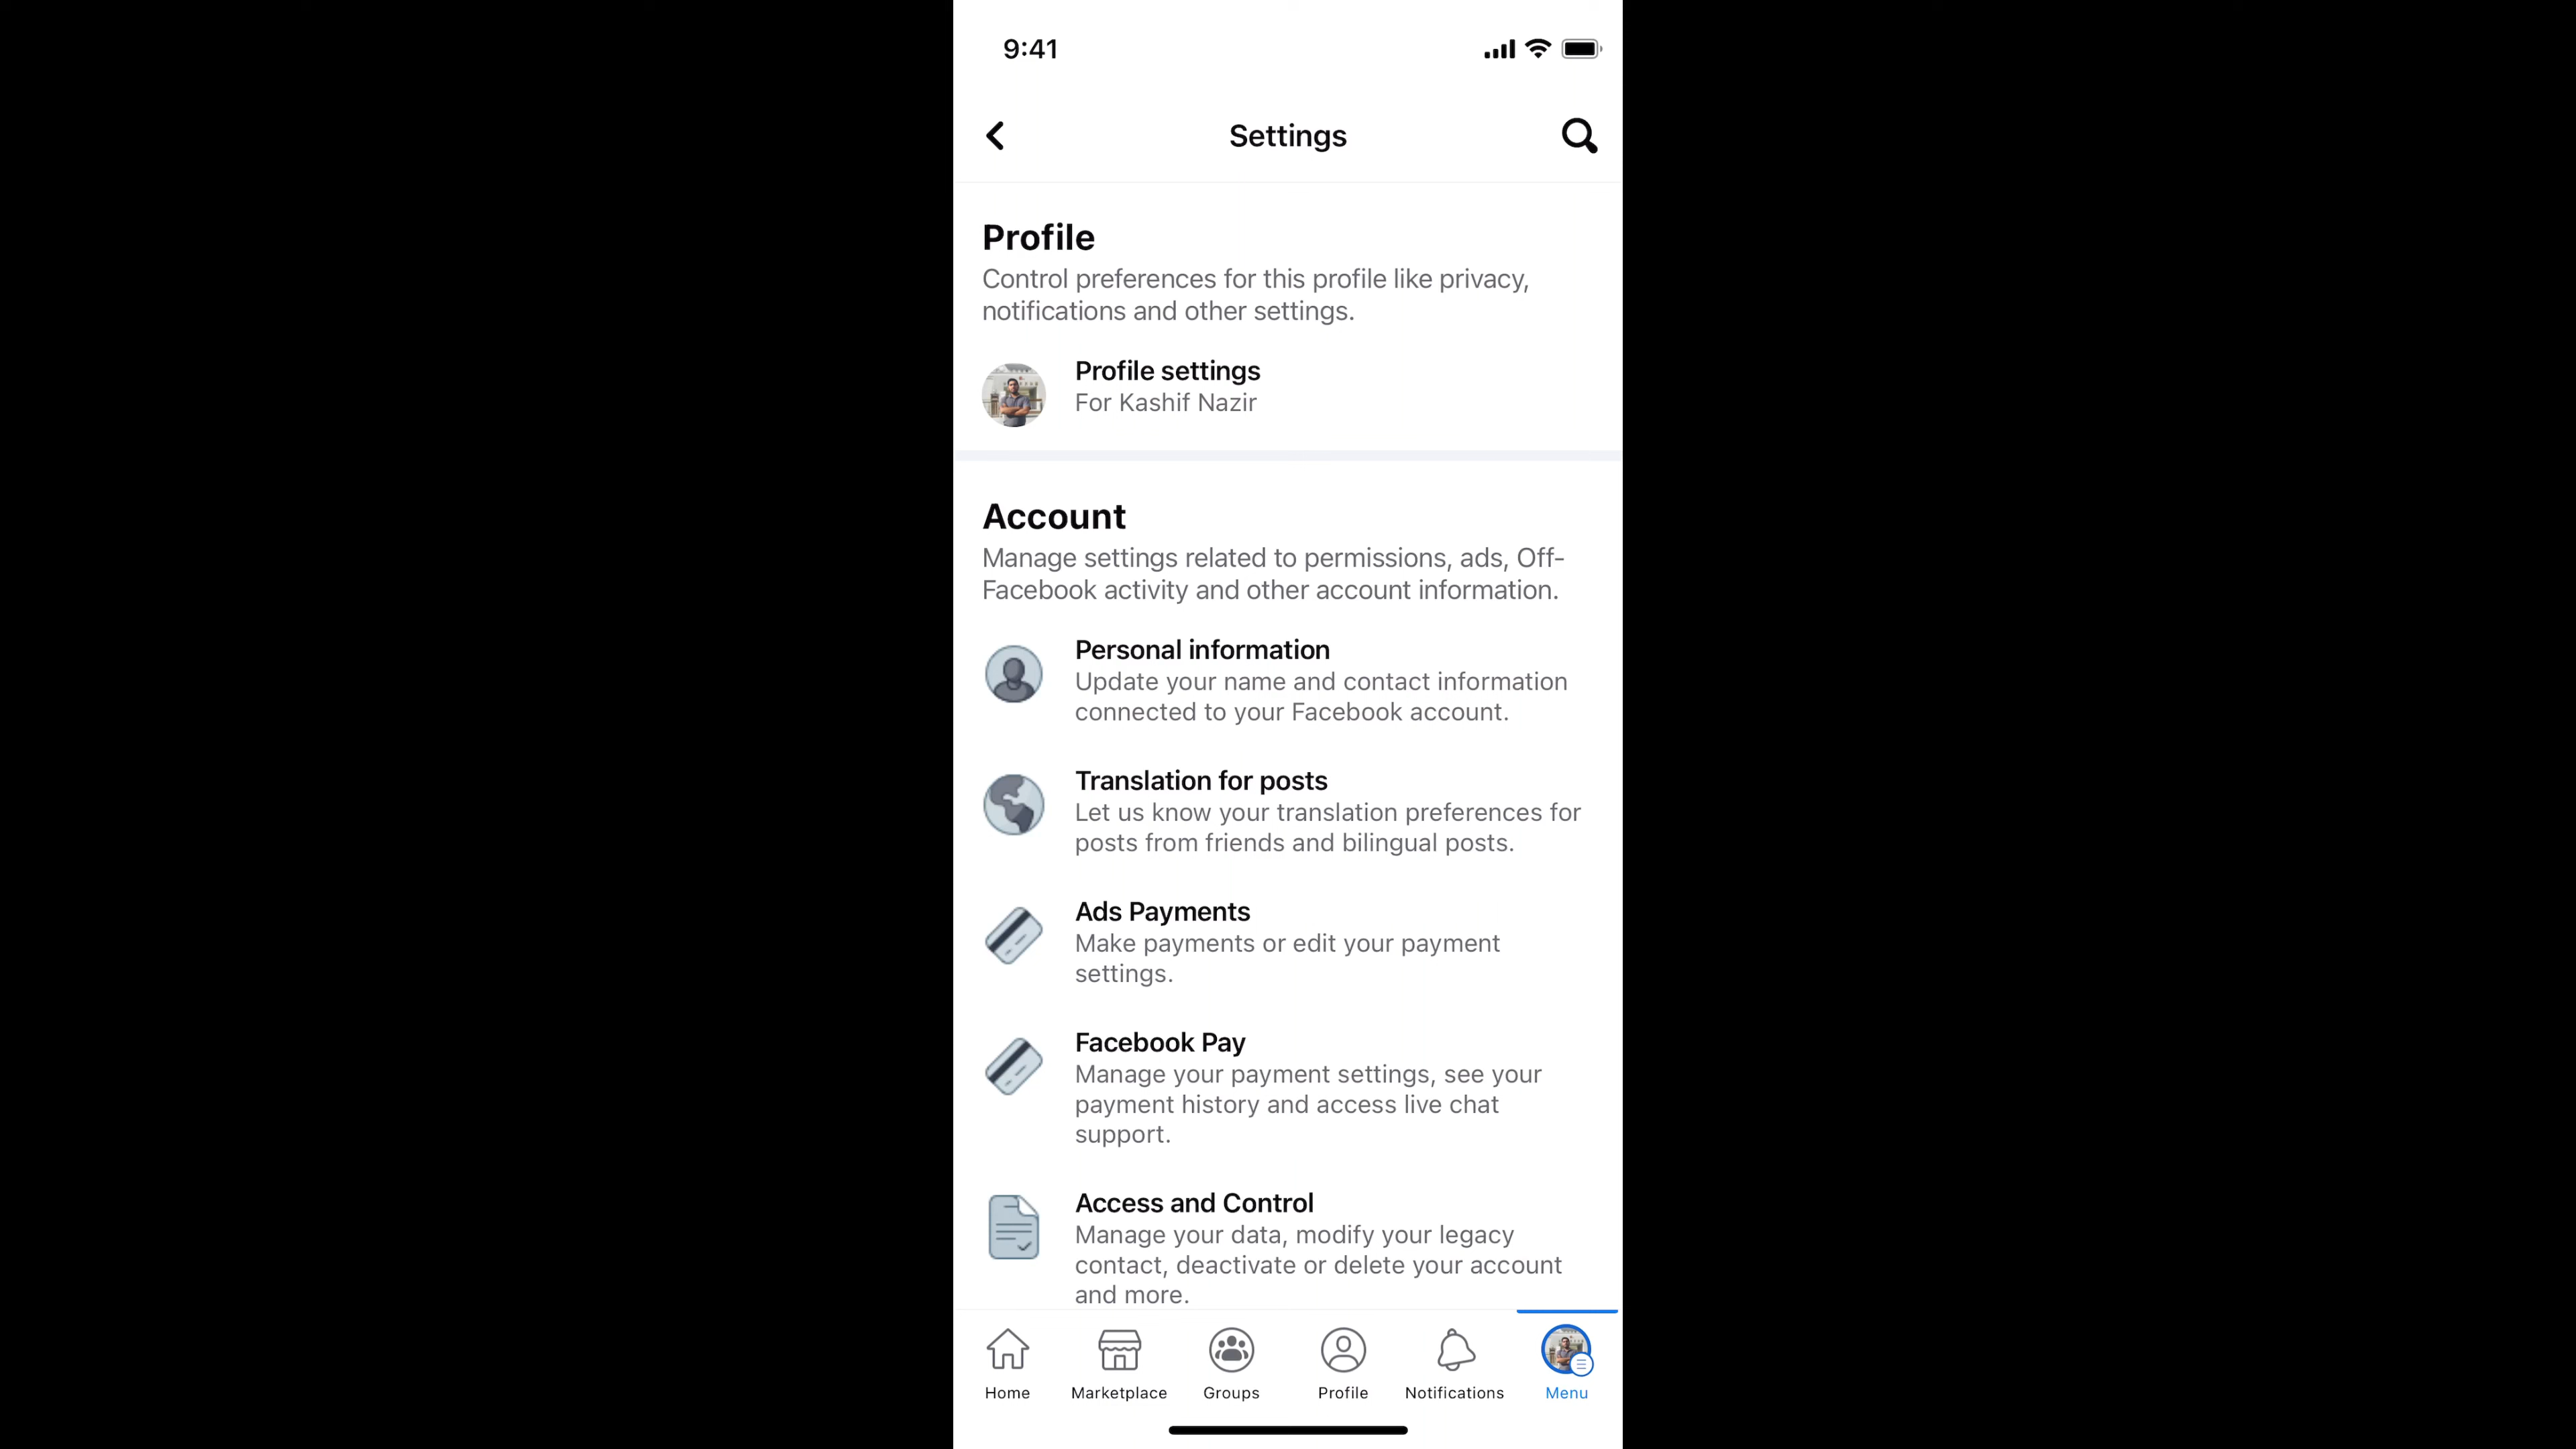 9:41
Settings
Profile
Control preferences for this profile like privacy,
notifications and other settings.
Profile settings
For Kashif Nazir
Account
Manage settings related to permissions, ads, Off-
Facebook activity and other account information.
Personal information
Update your name and contact information
connected to your Facebook account.
Translation for posts
Let us know your translation preferences for
posts from friends and bilingual posts.
Ads Payments
Make payments or edit your payment
settings.
Facebook Pay
Manage your payment settings, see your
payment history and access live chat
support.
Access and Control
Manage your data, modify your legacy
contact, deactivate or delete your account
and more.
Home
Marketplace
Groups
Profile
Notifications
Menu